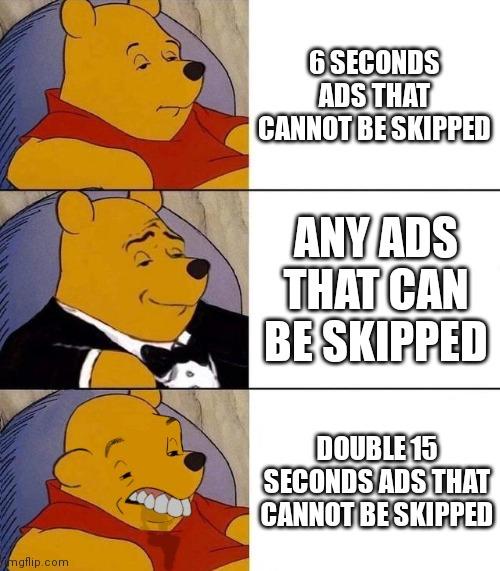 6 SECONDS
ADS THAT
CANNOT BE SKIPPED
ANY ADS
THAT CAN
BE SKIPPED
DOUBLE 15
SECONDS ADS THAT
CANNOT BE SKIPPED
imgflip.com